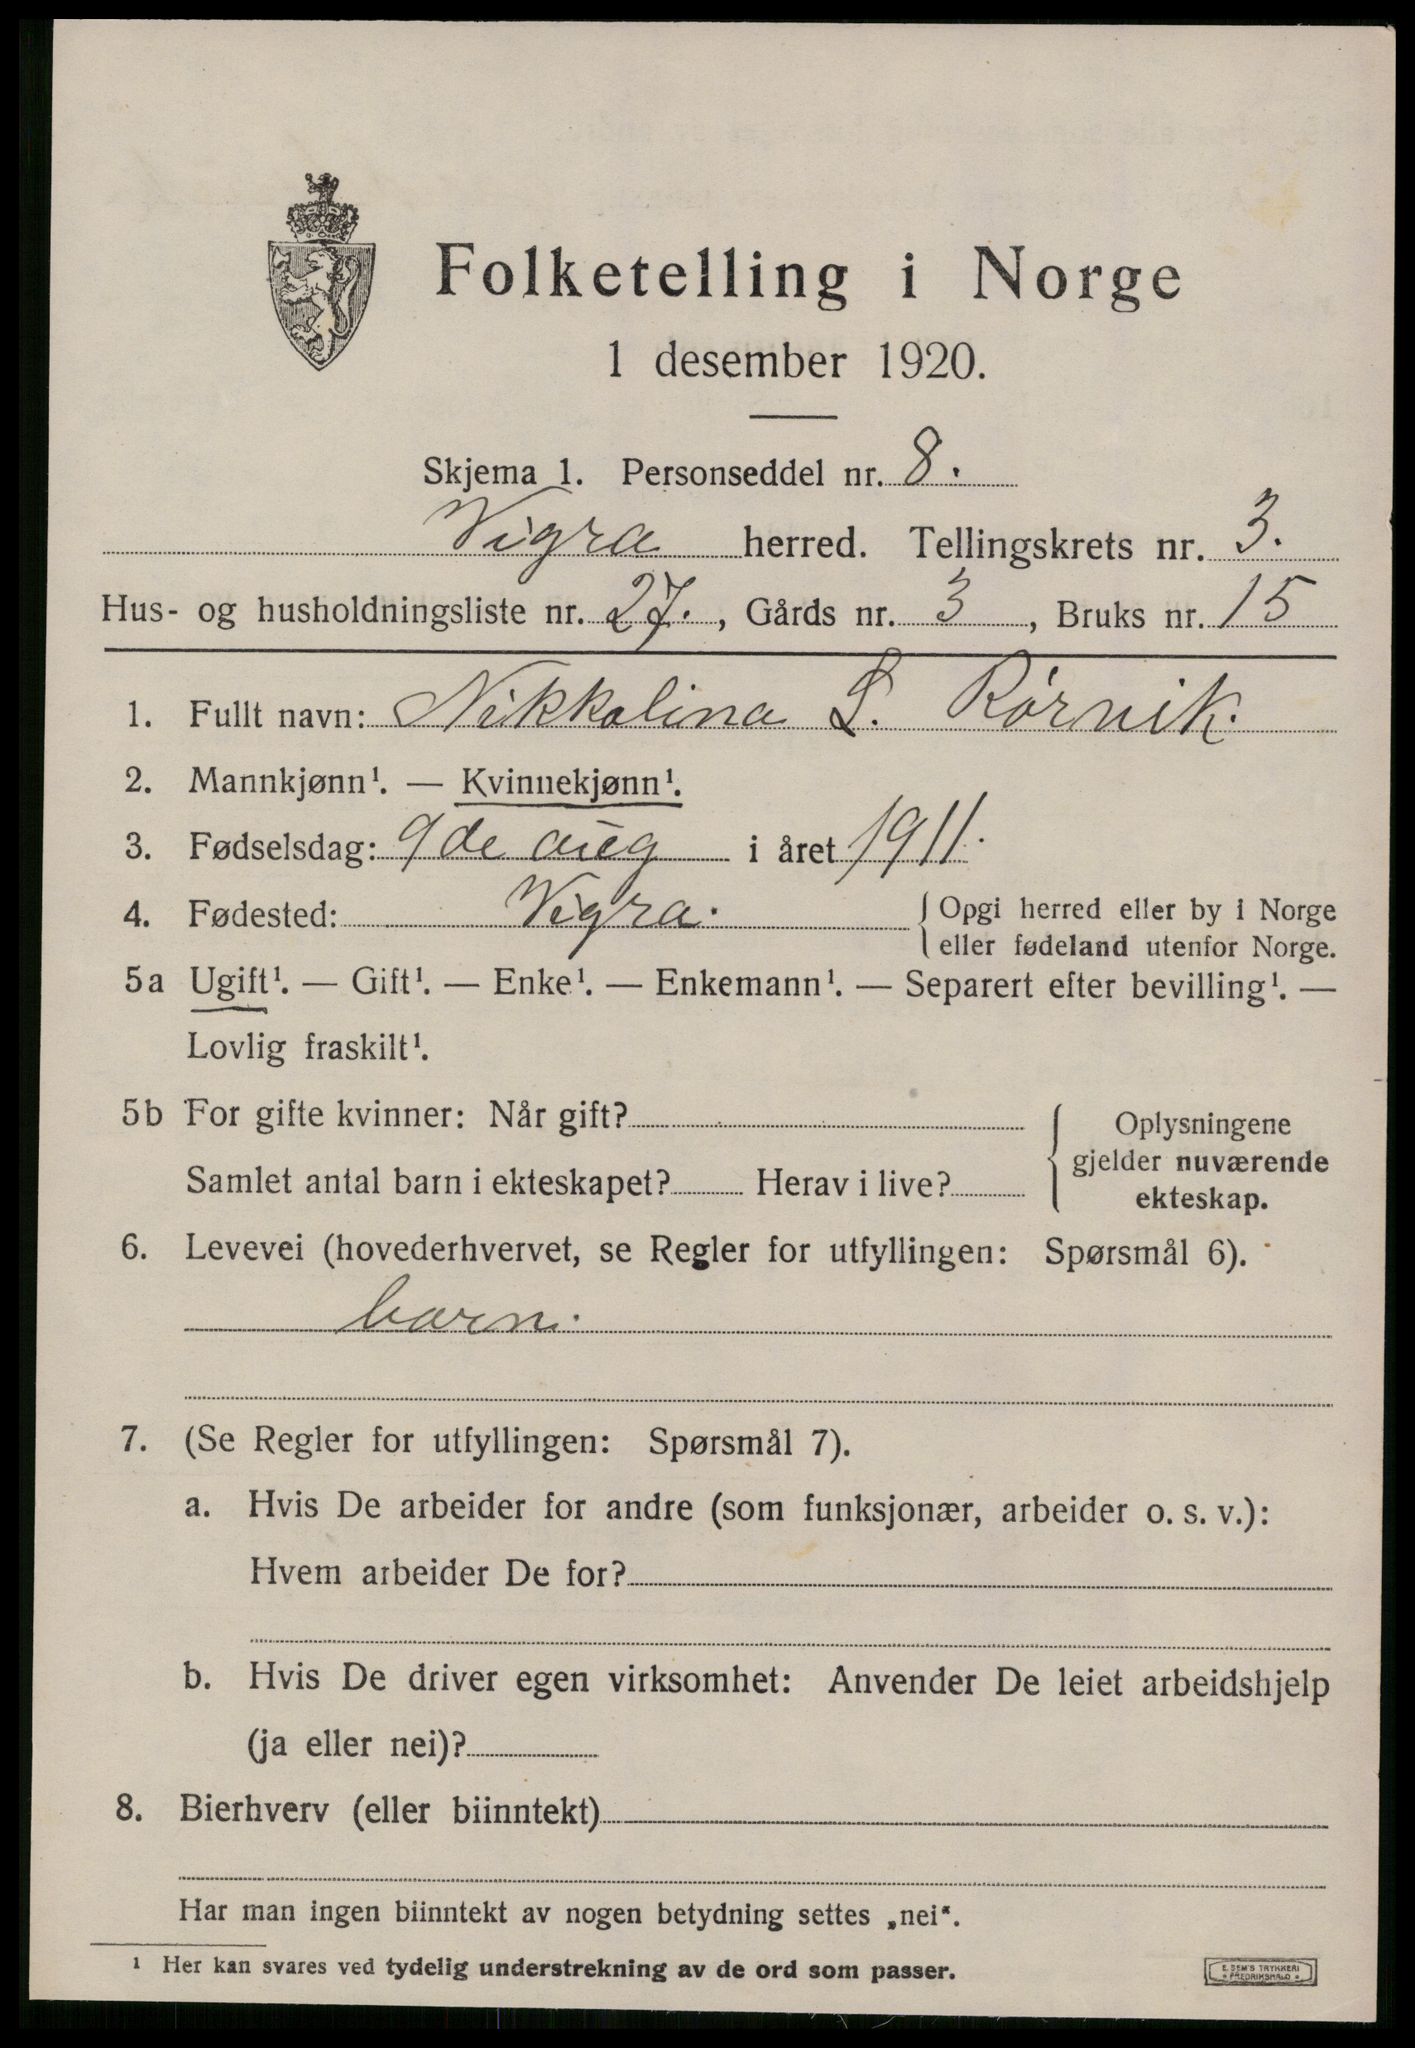 Folketelling i Norge
1 desember 1920.
Skjema 1. Personseddel nr. 8.
Vigra herred. Tellingskrets nr. 3.
Hus- og husholdningsliste nr. 27., Gårds nr. 3, Bruks nr. 15
1. Fullt navn: Nikkolina S. Rørvik.
2. Mannkjønn¹. — Kvinnekjønn¹.
3. Fødselsdag: 9de aug i året 1911.
4. Fødested: Vigra. { Opgi herred eller by i Norge
eller fødeland utenfor Norge.
5a Ugift¹. — Gift¹. — Enke¹. — Enkemann¹. — Separert efter bevilling¹. —
Lovlig fraskilt¹.
5b For gifte kvinner: Når gift? { Oplysningene
gjelder nuværende
Samlet antal barn i ekteskapet? Herav i live?
ekteskap.
6. Levevei (hovederhvervet, se Regler for utfyllingen: Spørsmål 6).
barn.
7. (Se Regler for utfyllingen: Spørsmål 7).
a. Hvis De arbeider for andre (som funksjonær, arbeider o. s. v.):
Hvem arbeider De for?
b. Hvis De driver egen virksomhet: Anvender De leiet arbeidshjelp
(ja eller nei)?
8. Bierhverv (eller biinntekt)
Har man ingen biinntekt av nogen betydning settes „nei“.
¹ Her kan svares ved tydelig understrekning av de ord som passer.
E. SEM'S TRYKKERI
FREDRIKSHALD